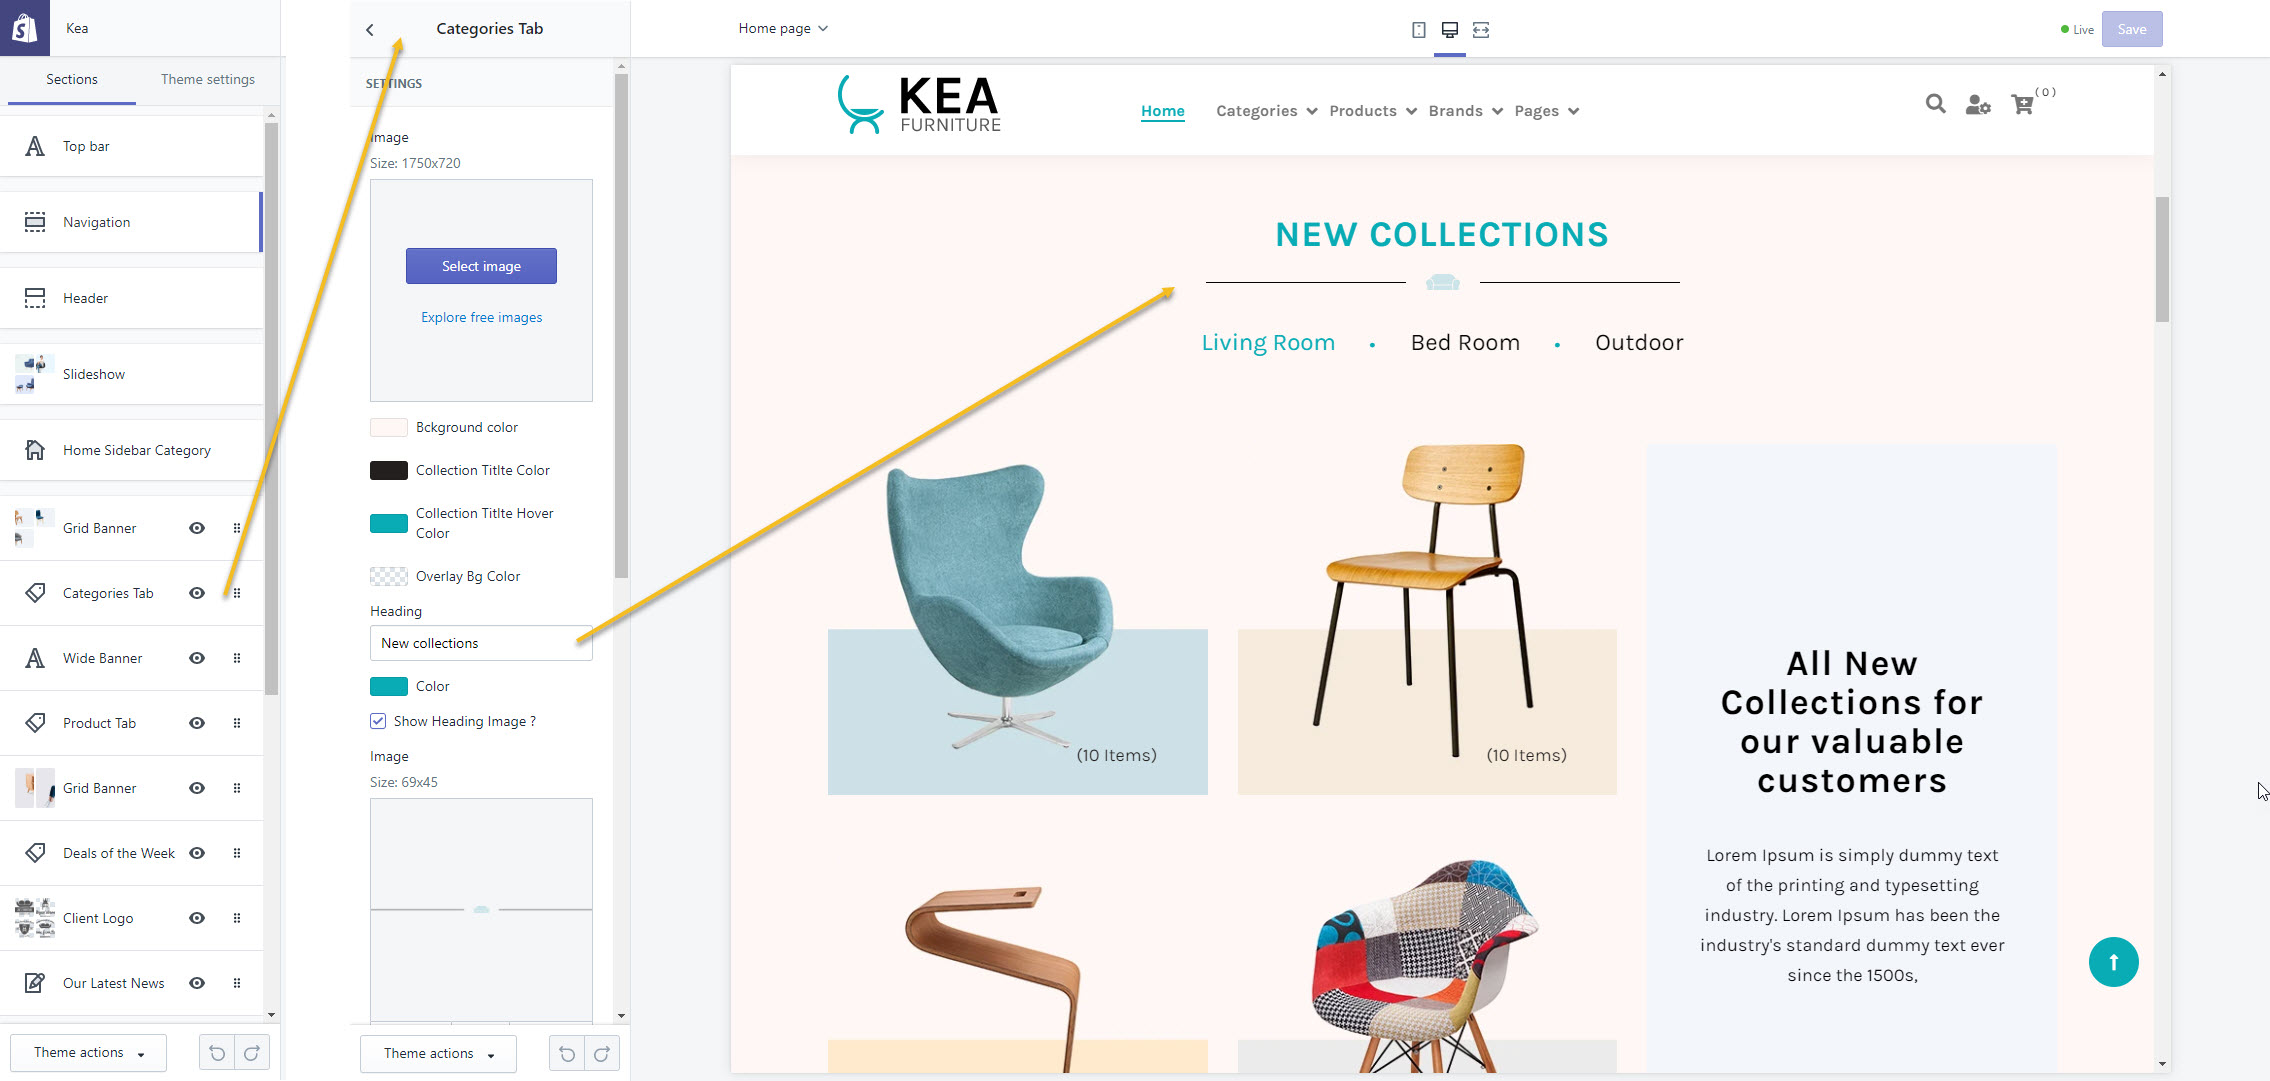 Kea
Sections
Theme settings
Top bar
Navigation
Header
Slideshow
Home Sidebar Category
Grid Banner
Categories Tab
Wide Banner
Product Tab
Grid Banner
Deals of the Week
Client Logo
Our Latest News
Theme actions
Categories Tab
SETTINGS
Image
Size: 1750x720
Select image
Explore free images
Bckground color
Collection Titlte Color
Collection Titlte Hover
Color
Overlay Bg Color
Heading
New collections
Color
Show Heading Image ?
Image
Size: 69x45
Theme actions
Home page
Live
Save
KEA
FURNITURE
Home
Categories
Products
Brands
Pages
(0)
NEW COLLECTIONS
Living Room • Bed Room • Outdoor
(10 Items)
(10 Items)
All New
Collections for
our valuable
customers
Lorem Ipsum is simply dummy text
of the printing and typesetting
industry. Lorem Ipsum has been the
industry's standard dummy text ever
since the 1500s,